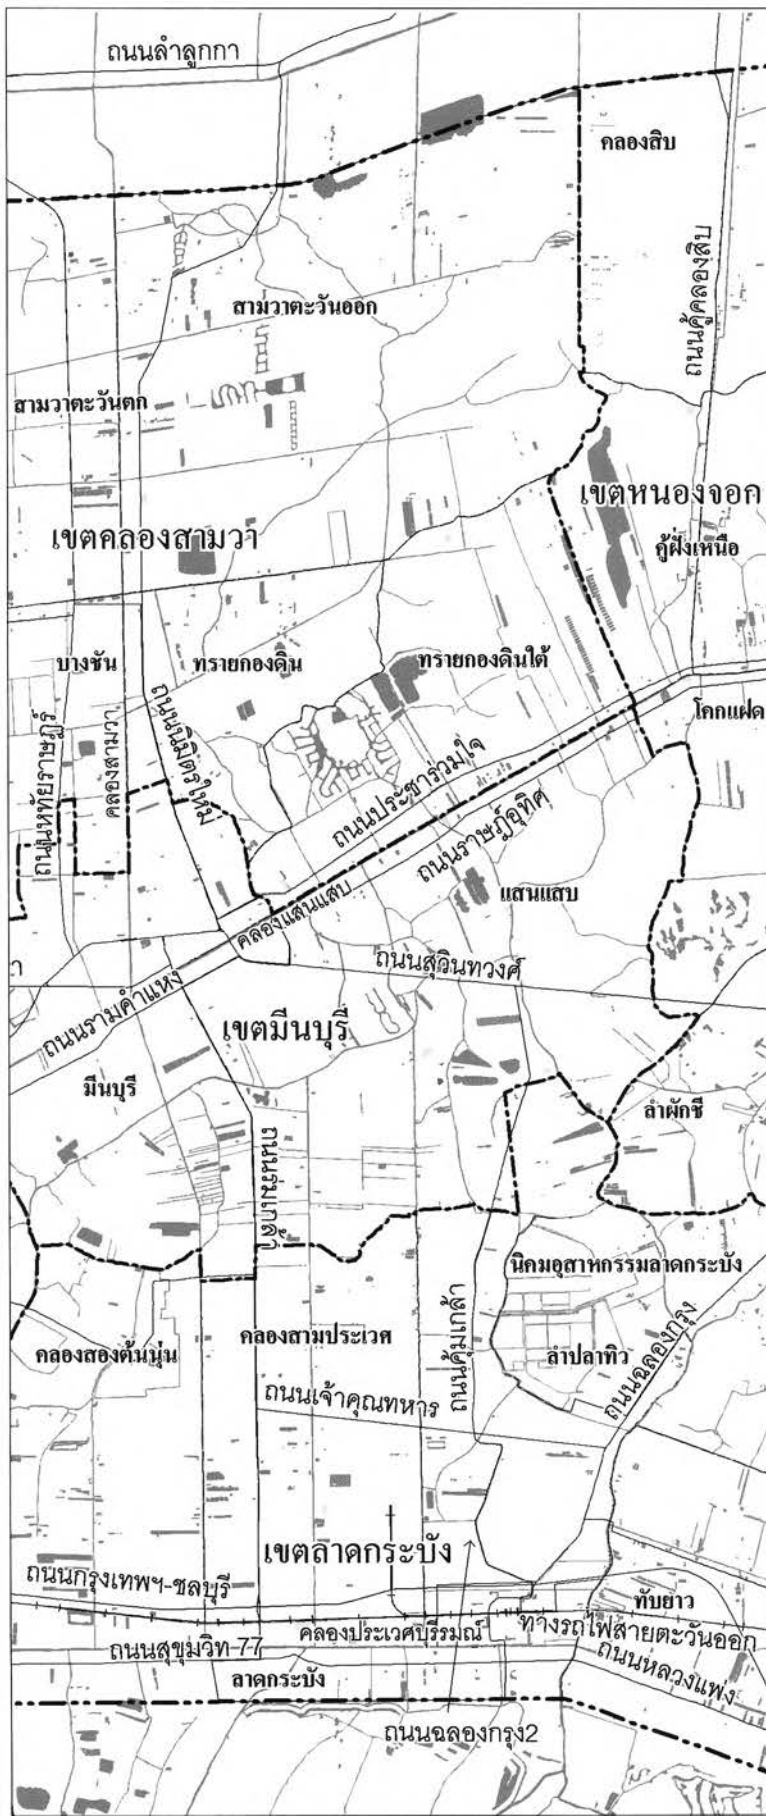 ถนนลำลูกกา
คลองสิบ
ถนนคู้คลองสิบ
สามวาตะวันออก
สามวาตะวันตก
เขตหนองจอก
เขตคลองสามวา
คู้ฝั่งเหนือ
บางชัน
ทรายกองดิน
ทรายกองดินใต้
โคกแฝด
ถนนหทัยราษฎร์
คลองสามวา
ถนนนิมิตรใหม่
ถนนประชาร่วมใจ
ถนนราษฎร์อุทิศ
แสนแสบ
คลองแสนแสบ
ถนนสุวินทวงศ์
ถนนรามคำแหง
เขตมีนบุรี
มีนบุรี
ลำผักชี
ถนนร่มเกล้า
นิคมอุสาหกรรมลาดกระบัง
คลองสองต้นนุ่น
คลองสามประเวศ
ถนนคุ้มเกล้า
ลำปลาทิว
ถนนฉลองกรุง
ถนนเจ้าคุณทหาร
เขตลาดกระบัง
ถนนกรุงเทพฯ-ชลบุรี
ทับยาว
คลองประเวศบุรีรมณ์
ทางรถไฟสายตะวันออก
ถนนสุขุมวิท 77
ถนนหลวงแพ่ง
ลาดกระบัง
ถนนฉลองกรุง2